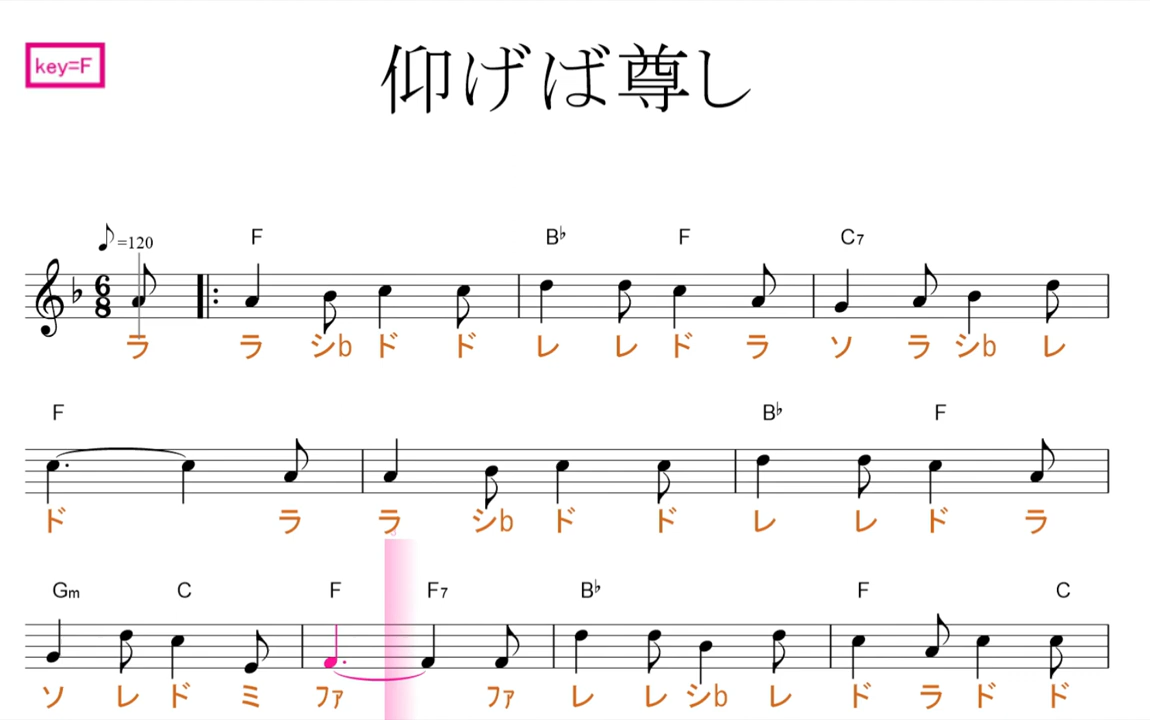 仰げば尊し
key=F
=120
F B♭ F C7
6
8
ラ ラ シb ド ド レ レ ド ラ ソ ラ シb レ
F B♭ F
ド ラ ラ シb ド ド レ レ ド ラ
Gm C F F7 B♭ F C
ソ レ ド ミ ファ ファ レ レ シb レ ド ラ ド ド